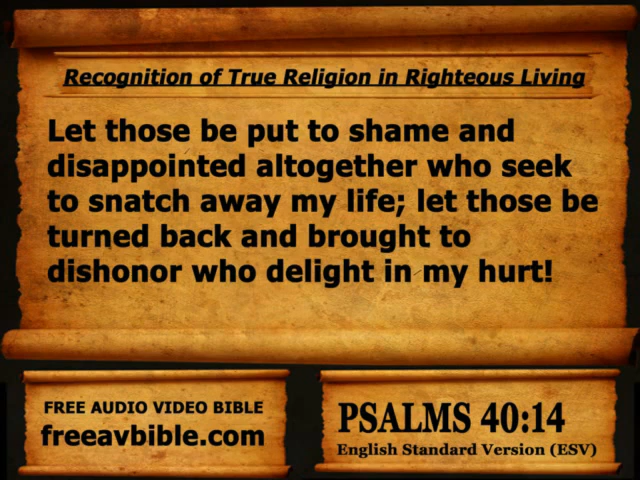 Recognition of True Religion in Righteous Living
Let those be put to shame and
disappointed altogether who seek
to snatch away my life; let those be
turned back and brought to
dishonor who delight in my hurt!
FREE AUDIO VIDEO BIBLE
freeavbible.com
PSALMS 40:14
English Standard Version (ESV)